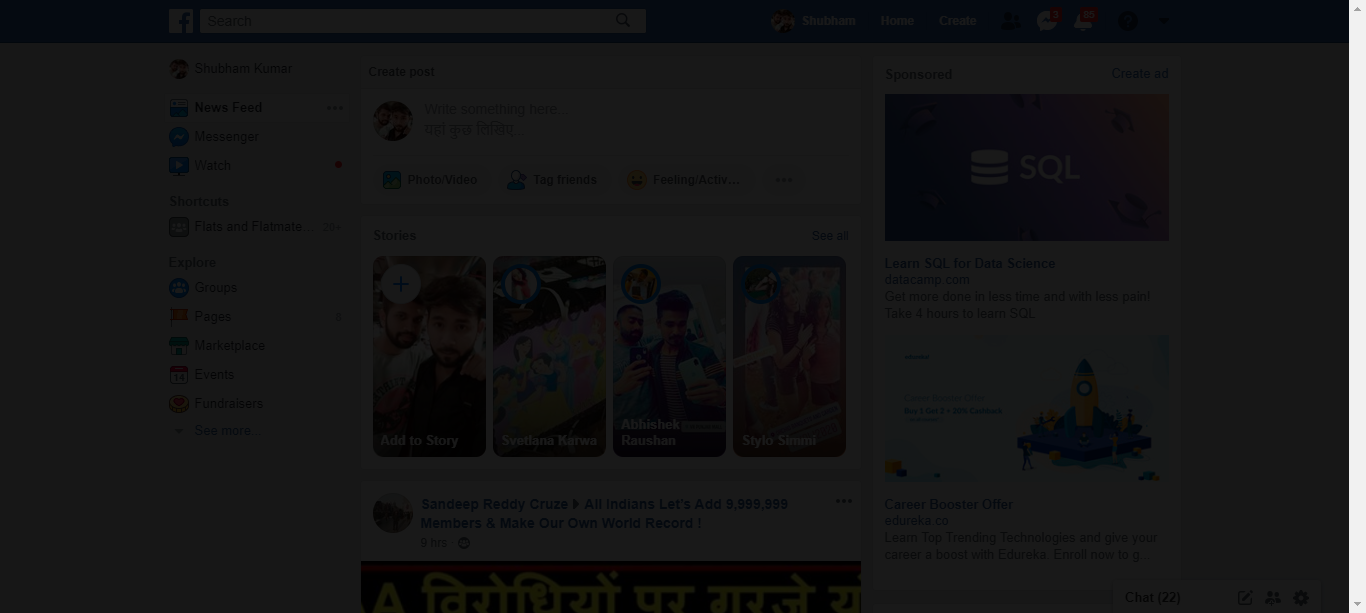 Search
Shubham
Home
Create
3
85
Shubham Kumar
News Feed
Messenger
Watch
Shortcuts
Flats and Flatmate... 20+
Explore
Groups
Pages
Marketplace
14
Events
Fundraisers
See more...
Create post
Write something here...
यहां कुछ लिखिए...
Photo/Video
Tag friends
Feeling/Activ...
Stories
See all
Add to Story
Svetlana Karwa
Abhishek
Raushan
Stylo Simmi
Sandeep Reddy Cruze ▶ All Indians Let's Add 9,999,999
Members & Make Our Own World Record !
9 hrs
A विरोधियों पर गरजे
Sponsored
Create ad
SQL
Learn SQL for Data Science
datacamp.com
Get more done in less time and with less pain!
Take 4 hours to learn SQL
Buy 1 Get 2 + 20% Cashback
Career Booster Offer
edureka.co
Learn Top Trending Technologies and give your
career a boost with Edureka. Enroll now to g...
Chat (22)